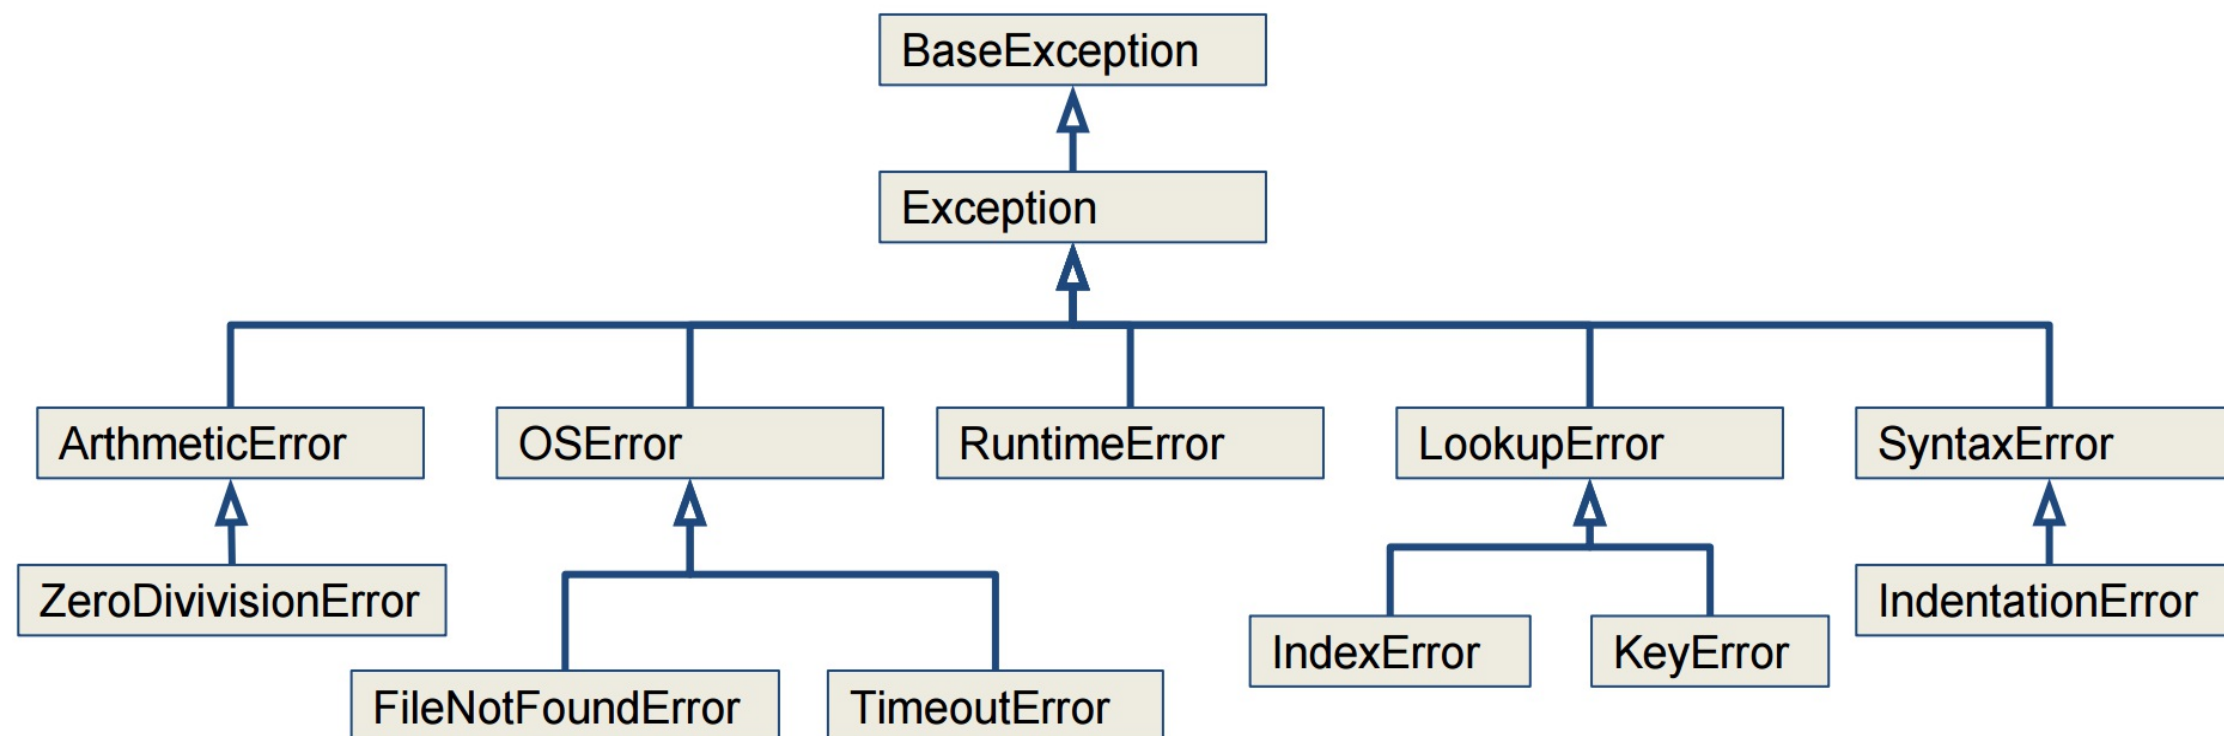 BaseException
Exception
ArthmeticError
OSError
RuntimeError
LookupError
SyntaxError
ZeroDivivisionError
IndentationError
IndexError
KeyError
FileNotFoundError
TimeoutError